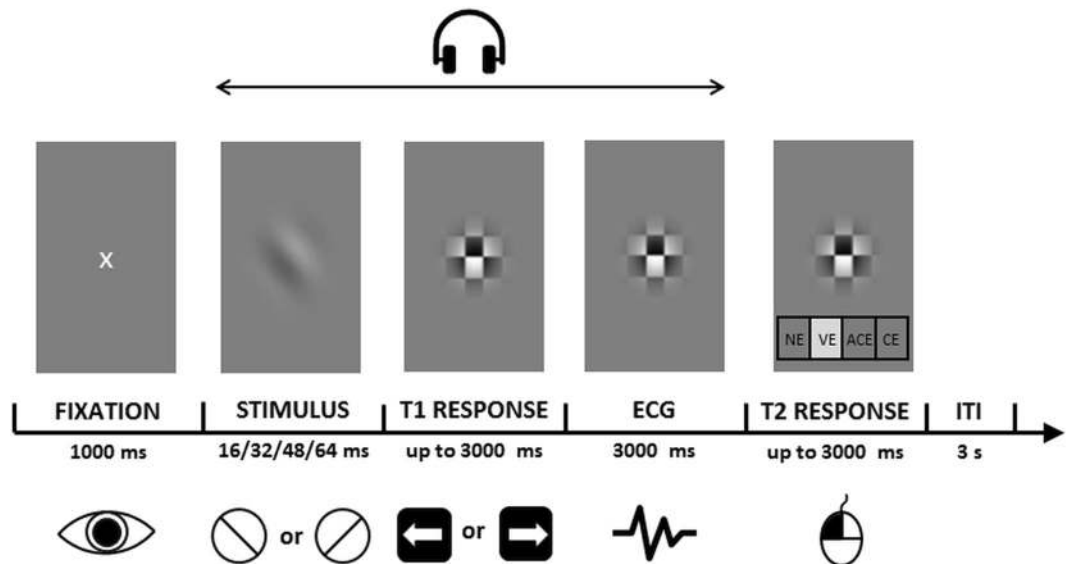 X
NE VE ACE CE
FIXATION STIMULUS T1 RESPONSE ECG T2 RESPONSE ITI
1000 ms 16/32/48/64 ms up to 3000 ms 3000 ms up to 3000 ms 3 s
or or